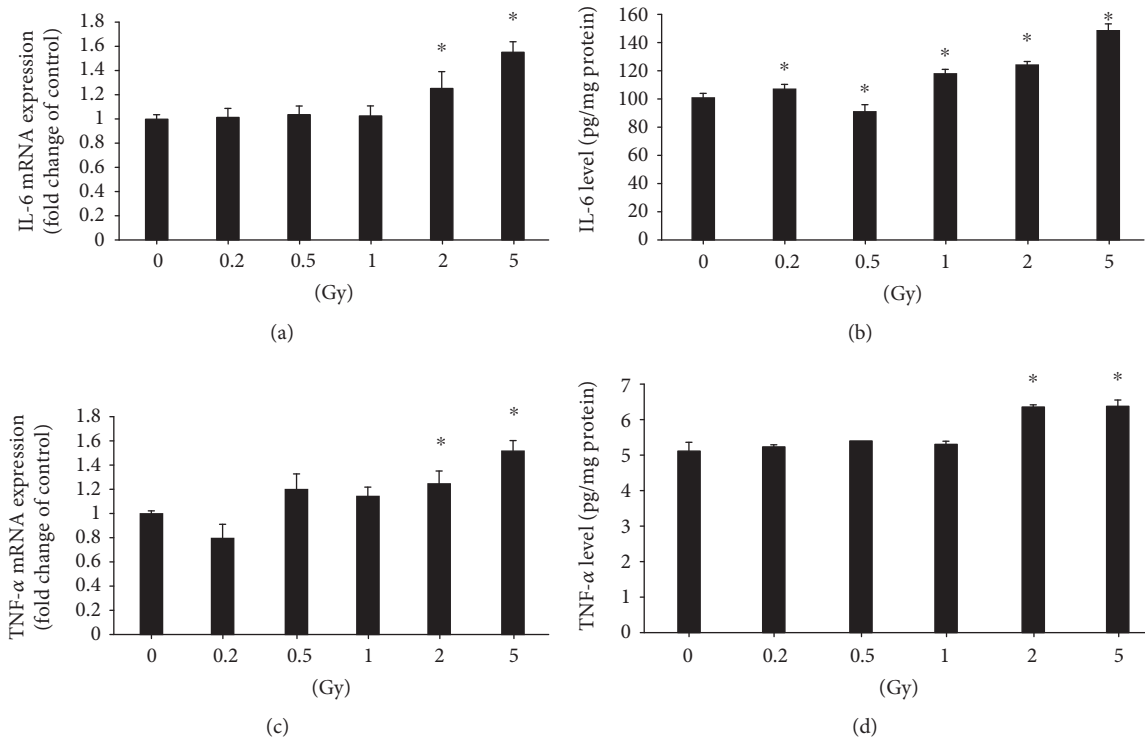 IL-6 mRNA expression
(fold change of control)
1.8
1.6
1.4
1.2
1
0.8
0.6
0.4
0.2
0
*
*
0 0.2 0.5 1 2 5
(Gy)
(a)
IL-6 level (pg/mg protein)
160
140
120
100
80
60
40
20
0
*
*
*
*
*
0 0.2 0.5 1 2 5
(Gy)
(b)
TNF-α mRNA expression
(fold change of control)
1.8
1.6
1.4
1.2
1
0.8
0.6
0.4
0.2
0
*
*
0 0.2 0.5 1 2 5
(Gy)
(c)
TNF-α level (pg/mg protein)
7
6
5
4
3
2
1
0
* *
0 0.2 0.5 1 2 5
(Gy)
(d)